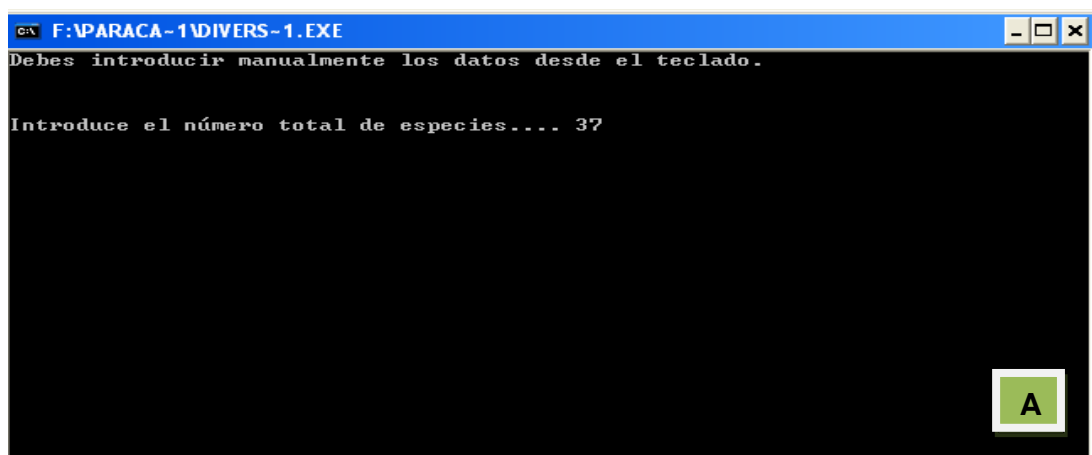 F:\PARACA~1\DIVERS~1.EXE
Debes introducir manualmente los datos desde el teclado.
Introduce el número total de especies.... 37
A